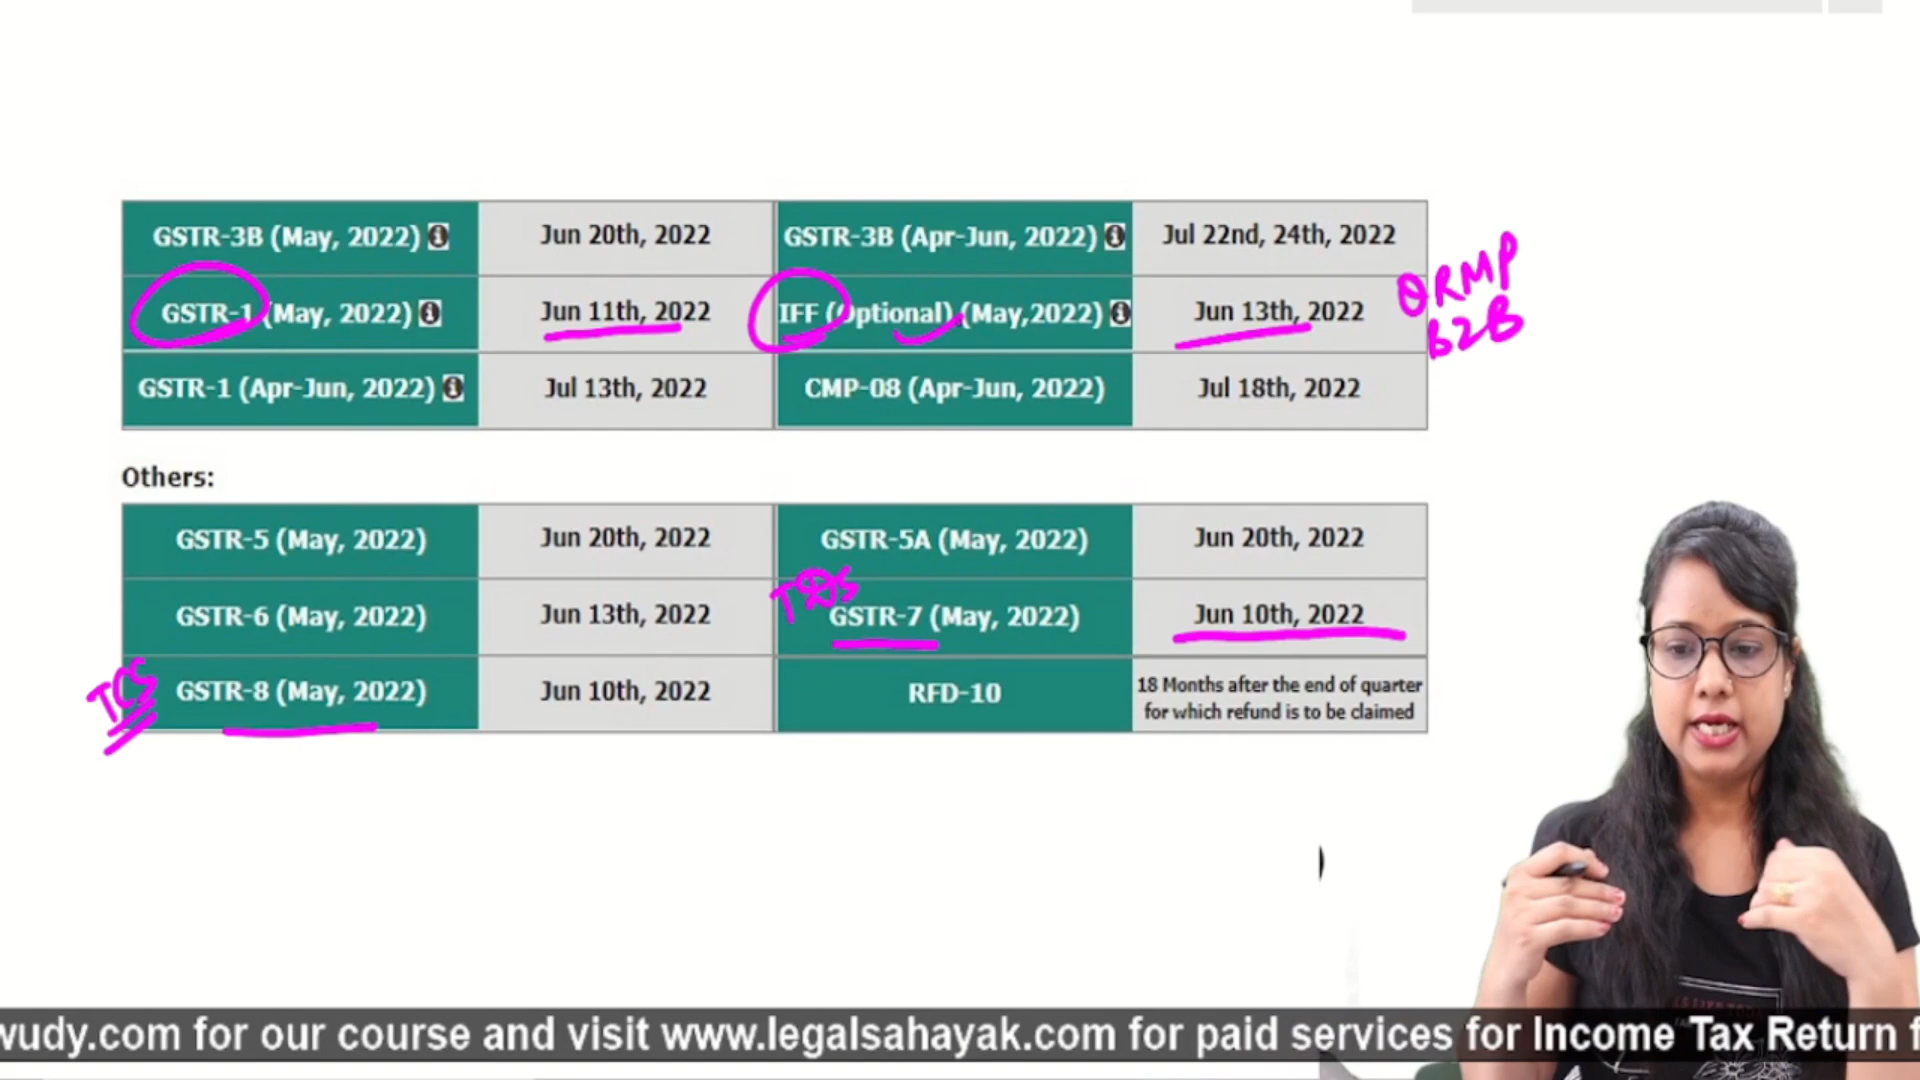 GSTR-3B (May, 2022) Jun 20th, 2022 GSTR-3B (Apr-Jun, 2022) Jul 22nd, 24th, 2022
GSTR-1 (May, 2022) Jun 11th, 2022 IFF (Optional) (May,2022) Jun 13th, 2022
QRMP
B2B
GSTR-1 (Apr-Jun, 2022) Jul 13th, 2022 CMP-08 (Apr-Jun, 2022) Jul 18th, 2022
Others:
GSTR-5 (May, 2022) Jun 20th, 2022 GSTR-5A (May, 2022) Jun 20th, 2022
TDS
GSTR-6 (May, 2022) Jun 13th, 2022 GSTR-7 (May, 2022) Jun 10th, 2022
TCS
GSTR-8 (May, 2022) Jun 10th, 2022 RFD-10 18 Months after the end of quarter
for which refund is to be claimed
wudy.com for our course and visit www.legalsahayak.com for paid services for Income Tax Return f